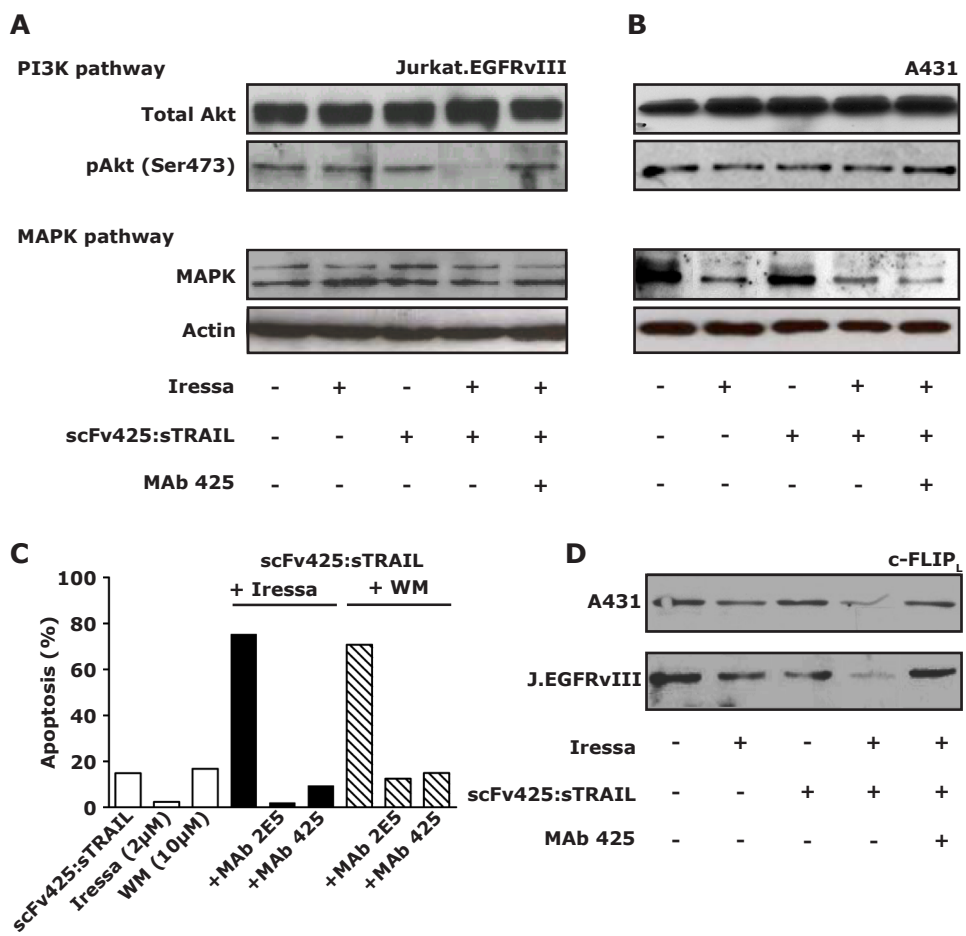 A
B
PI3K pathway
Jurkat.EGFRvIII
A431
Total Akt
pAkt (Ser473)
MAPK pathway
MAPK
Actin
Iressa - + - + + - + - + +
scFv425:sTRAIL - - + + + - - + + +
MAb 425 - - - - + - - - - +
C
D
scFv425:sTRAIL
+ Iressa
+ WM
c-FLIPL
Apoptosis (%)
100
80
60
40
20
0
scFv425:sTRAIL
Iressa (2µM)
WM (10µM)
+MAb 2E5
+MAb 425
+MAb 2E5
+MAb 425
A431
J.EGFRvIII
Iressa - + - + +
scFv425:sTRAIL - - + + +
MAb 425 - - - - +